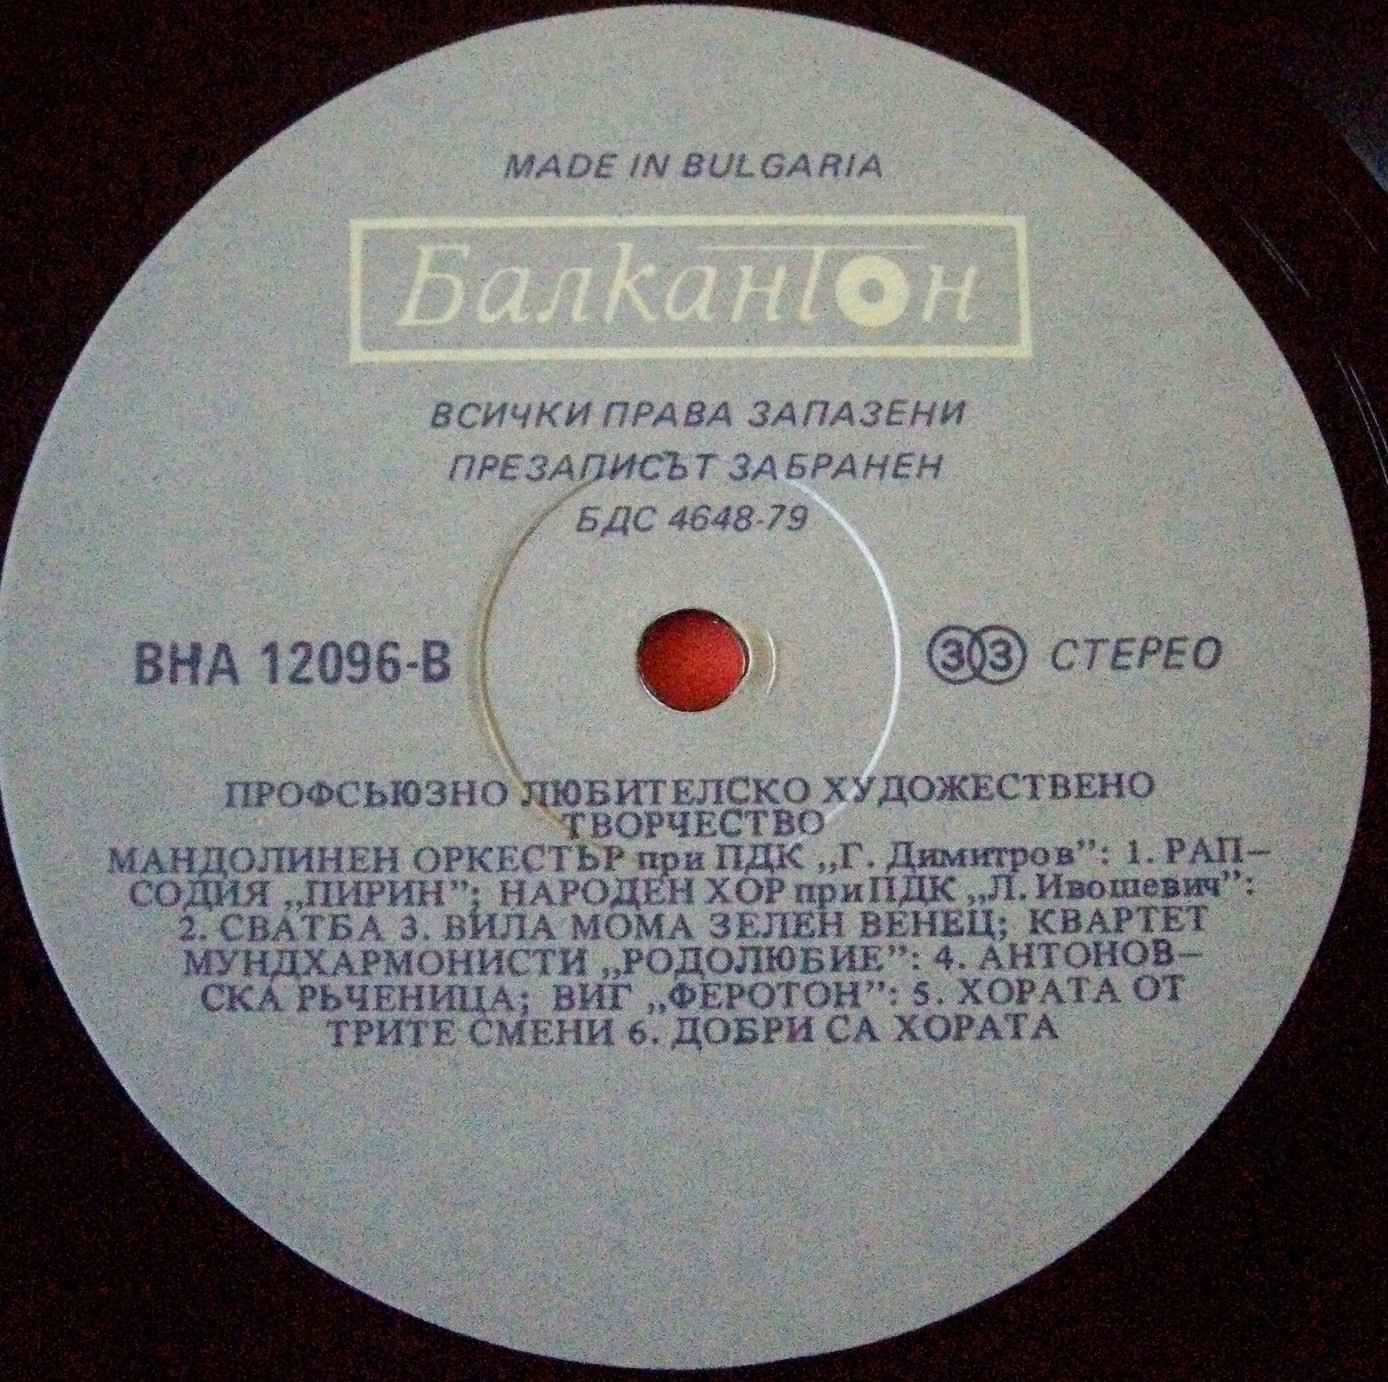 MADE IN BULGARIA
Балкантон
ВСИЧКИ ПРАВА ЗАПАЗЕНИ
ПРЕЗАПИСЪТ ЗАБРАНЕН
БДС 4648-79
ВНА 12096-В
33 СТЕРЕО
ПРОФСЬЮЗНО ЛЮБИТЕЛСКО ХУДОЖЕСТВЕНО
ТВОРЧЕСТВО
МАНДОЛИНЕН ОРКЕСТЪР при ПДК „Г. Димитров”: 1. РАП–
СОДИЯ „ПИРИН”; НАРОДЕН ХОР при ПДК „Л. Ивошевич”:
2. СВАТБА 3. ВИЛА МОМА ЗЕЛЕН ВЕНЕЦ; КВАРТЕТ
МУНДХАРМОНИСТИ „РОДОЛЮБИЕ”: 4. АНТОНОВ–
СКА РЬЧЕНИЦА; ВИГ „ФЕРОТОН”: 5. ХОРАТА ОТ
ТРИТЕ СМЕНИ 6. ДОБРИ СА ХОРАТА